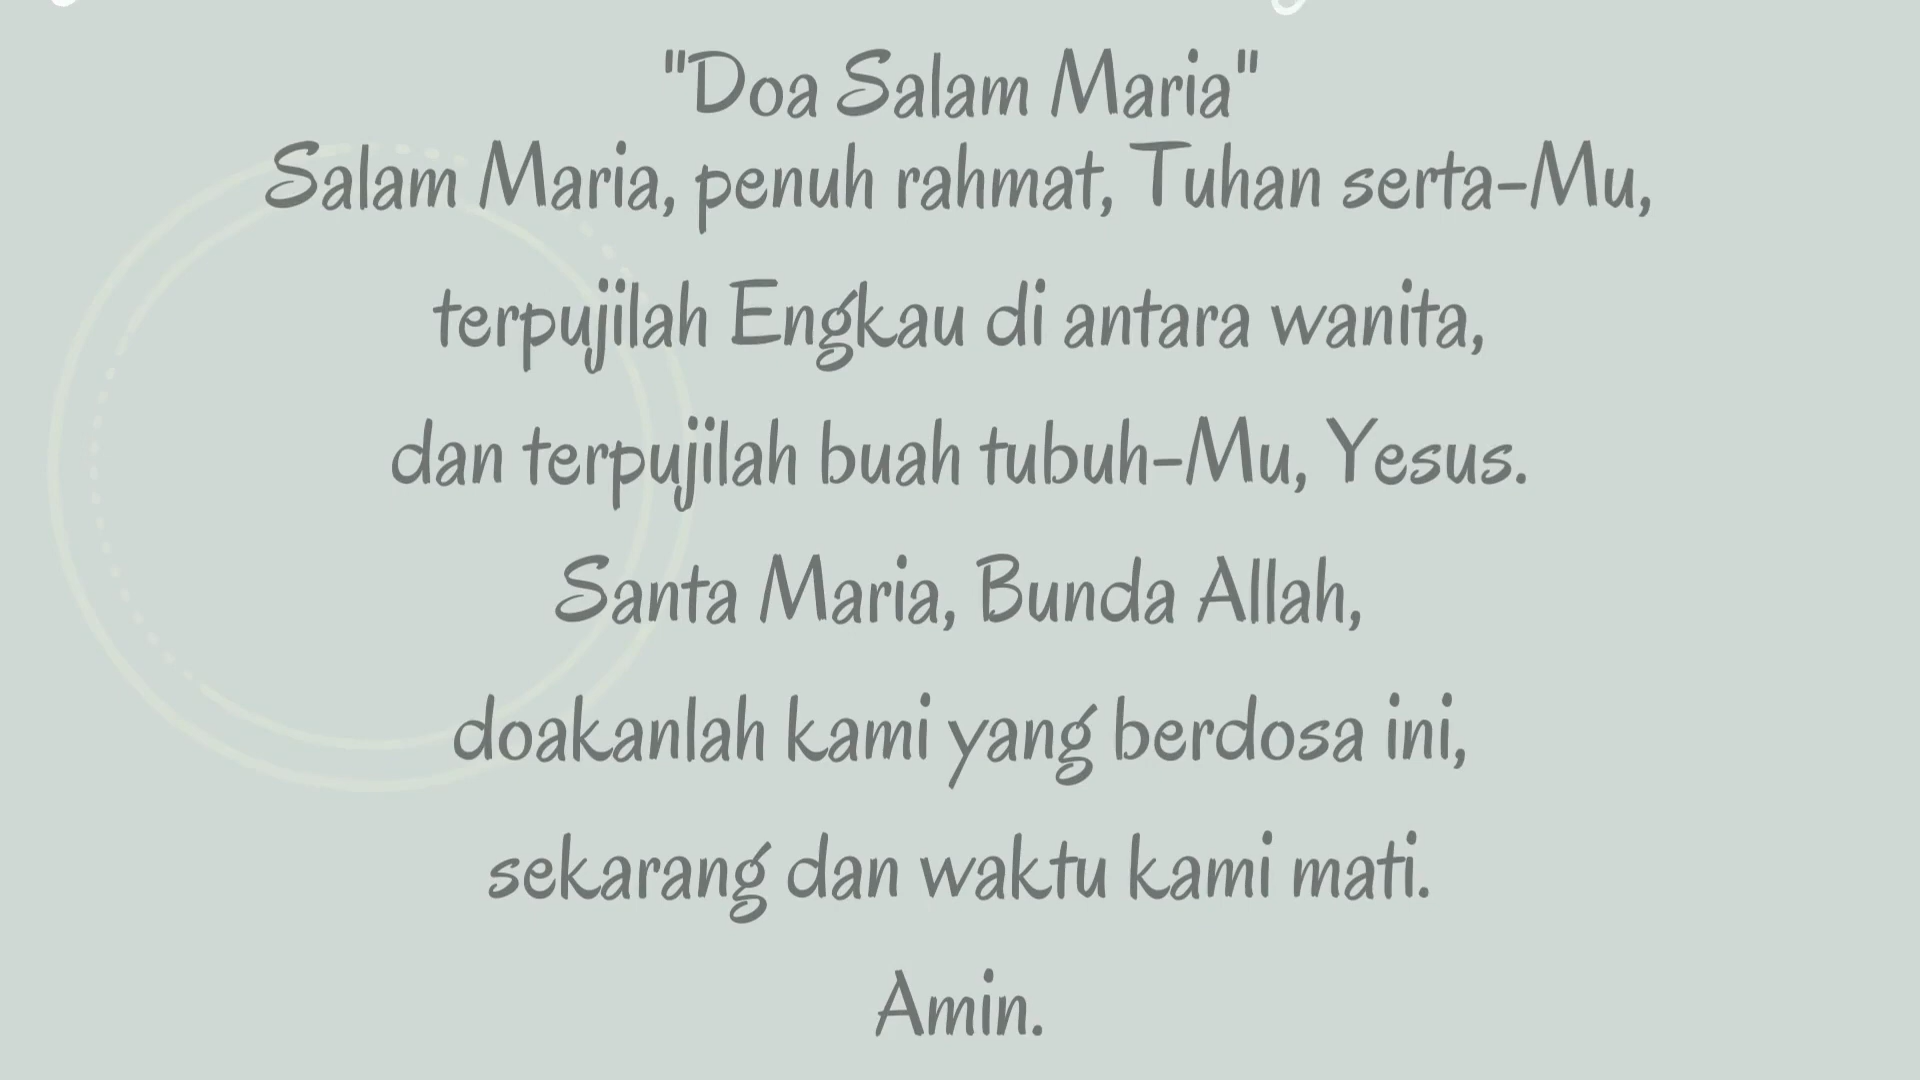 "Doa Salam Maria"
Salam Maria, penuh rahmat, Tuhan serta-Mu,
terpujilah Engkau di antara wanita,
dan terpujilah buah tubuh-Mu, Yesus.
Santa Maria, Bunda Allah,
doakanlah kami yang berdosa ini,
sekarang dan waktu kami mati.
Amin.